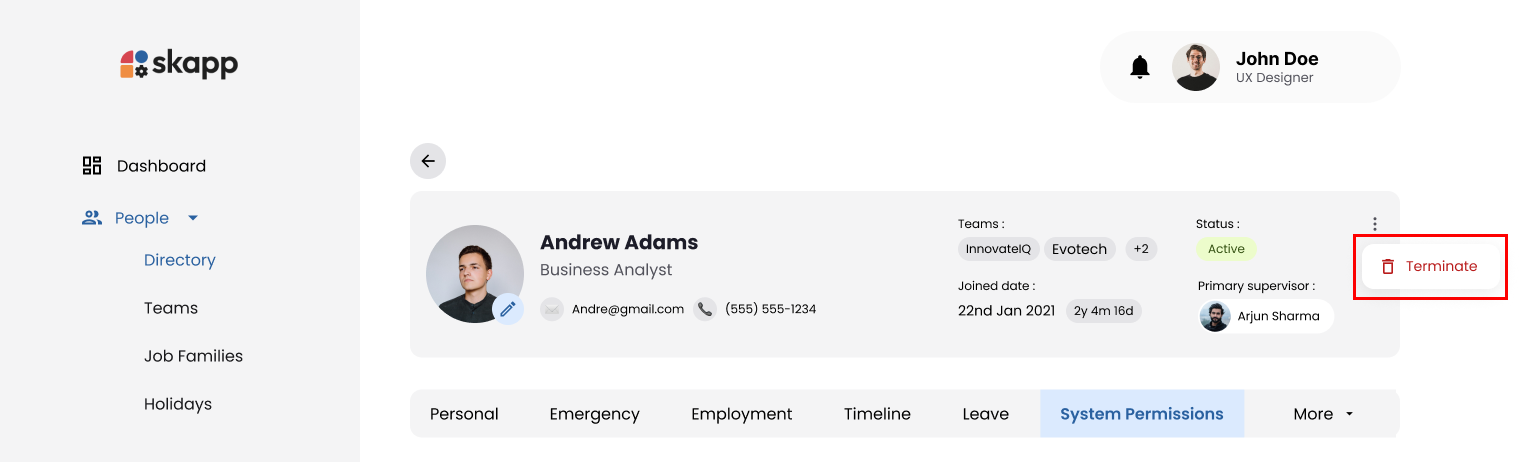 skapp
John Doe
UX Designer
Dashboard
People
Directory
Teams
Job Families
Holidays
Andrew Adams
Business Analyst
Andre@gmail.com (555) 555-1234
Teams :
InnovateIQ Evotech +2
Joined date :
22nd Jan 2021 2y 4m 16d
Status :
Active
Primary supervisor :
Arjun Sharma
Terminate
Personal Emergency Employment Timeline Leave System Permissions More